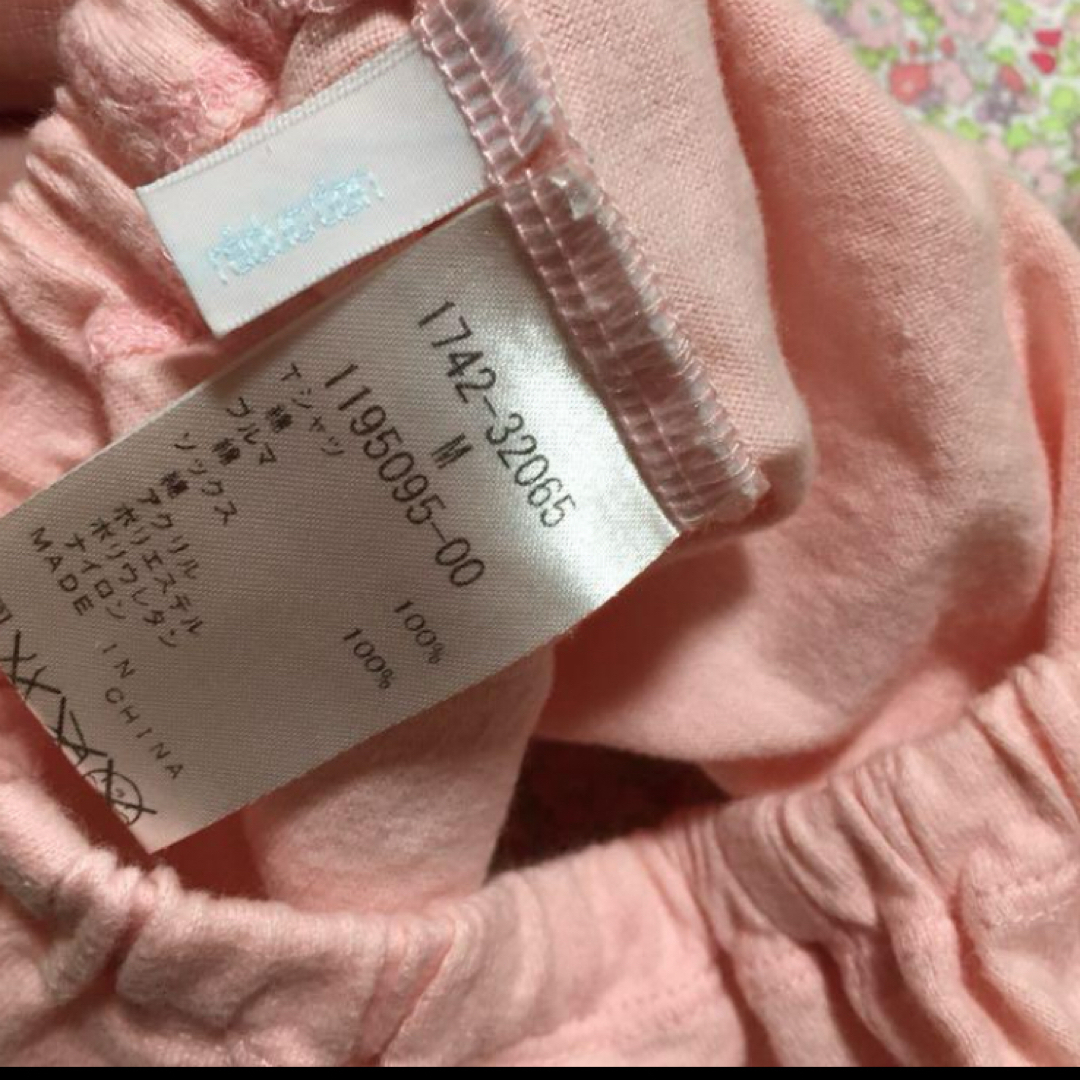 1742-32065
M
1195095-00
Tシャツ
綿 100%
ブルマ
綿 100%
ソックス
綿
アクリル
ポリエステル
ポリウレタン
ナイロン
MADE IN CHINA